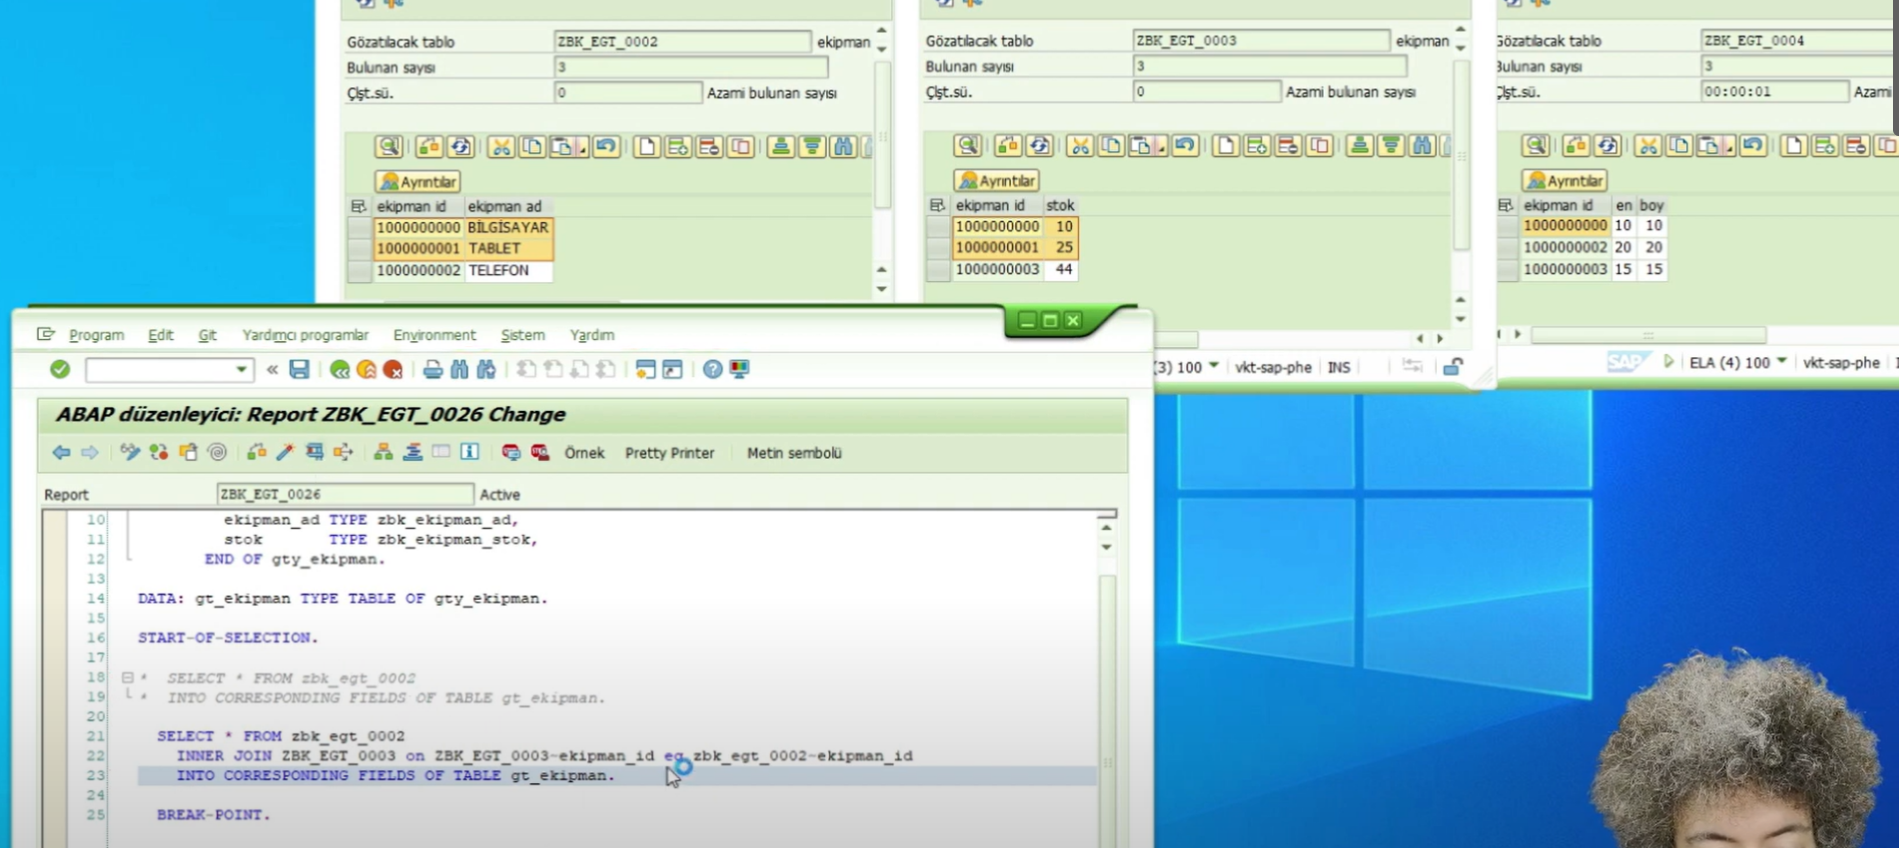 Gözatılacak tablo ZBK_EGT_0002 ekipman
Bulunan sayısı 3
Çlşt.sü. 0 Azami bulunan sayısı
Ayrıntılar
ekipman id ekipman ad
1000000000 BİLGİSAYAR
1000000001 TABLET
1000000002 TELEFON
Gözatılacak tablo ZBK_EGT_0003 ekipman
Bulunan sayısı 3
Çlşt.sü. 0 Azami bulunan sayısı
Ayrıntılar
ekipman id stok
1000000000 10
1000000001 25
1000000003 44
(3) 100 vkt-sap-phe INS
Gözatılacak tablo ZBK_EGT_0004
Bulunan sayısı 3
Çlşt.sü. 00:00:01 Azami
Ayrıntılar
ekipman id en boy
1000000000 10 10
1000000002 20 20
1000000003 15 15
SAP ELA (4) 100 vkt-sap-phe
Program Edit Git Yardımcı programlar Environment Sistem Yardım
ABAP düzenleyici: Report ZBK_EGT_0026 Change
Örnek Pretty Printer Metin sembolü
Report ZBK_EGT_0026 Active
10 ekipman_ad TYPE zbk_ekipman_ad,
11 stok TYPE zbk_ekipman_stok,
12 END OF gty_ekipman.
13
14 DATA: gt_ekipman TYPE TABLE OF gty_ekipman.
15
16 START-OF-SELECTION.
17
18 * SELECT * FROM zbk_egt_0002
19 * INTO CORRESPONDING FIELDS OF TABLE gt_ekipman.
20
21 SELECT * FROM zbk_egt_0002
22 INNER JOIN ZBK_EGT_0003 on ZBK_EGT_0003~ekipman_id eq zbk_egt_0002~ekipman_id
23 INTO CORRESPONDING FIELDS OF TABLE gt_ekipman.
24
25 BREAK-POINT.